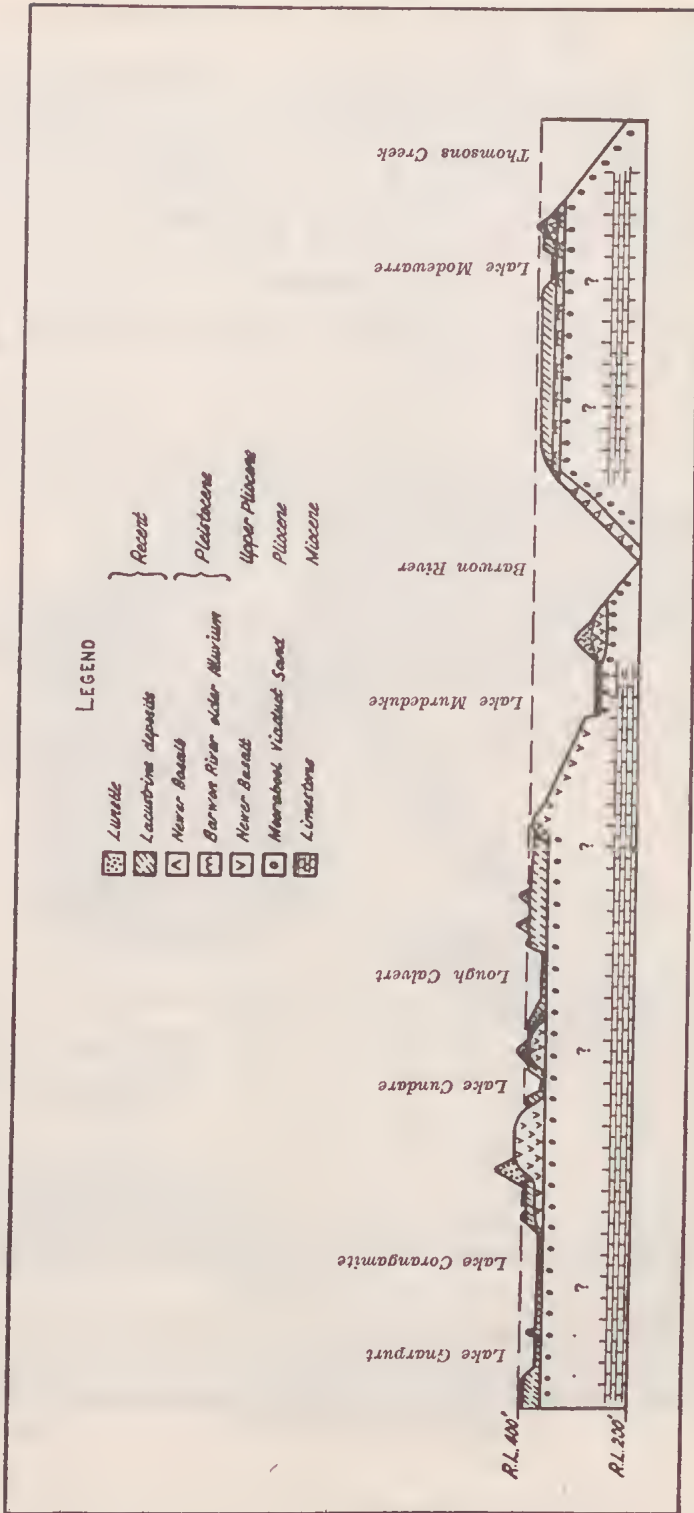 LEGEND
Lunette
Lacustrine deposits
Recent
Newer Basalt
Barwon River older Alluvium
Pleistocene
Newer Basalt
Upper Pliocene
Moorabool Viaduct Sand
Pliocene
Limestone
Miocene
Lake Gnarpurt
Lake Corangamite
Lake Cundare
Lough Calvert
Lake Murdeduke
Barwon River
Lake Modewarre
Thomsons Creek
R.L. 400'
R.L. 200'
?
?
?
?
?